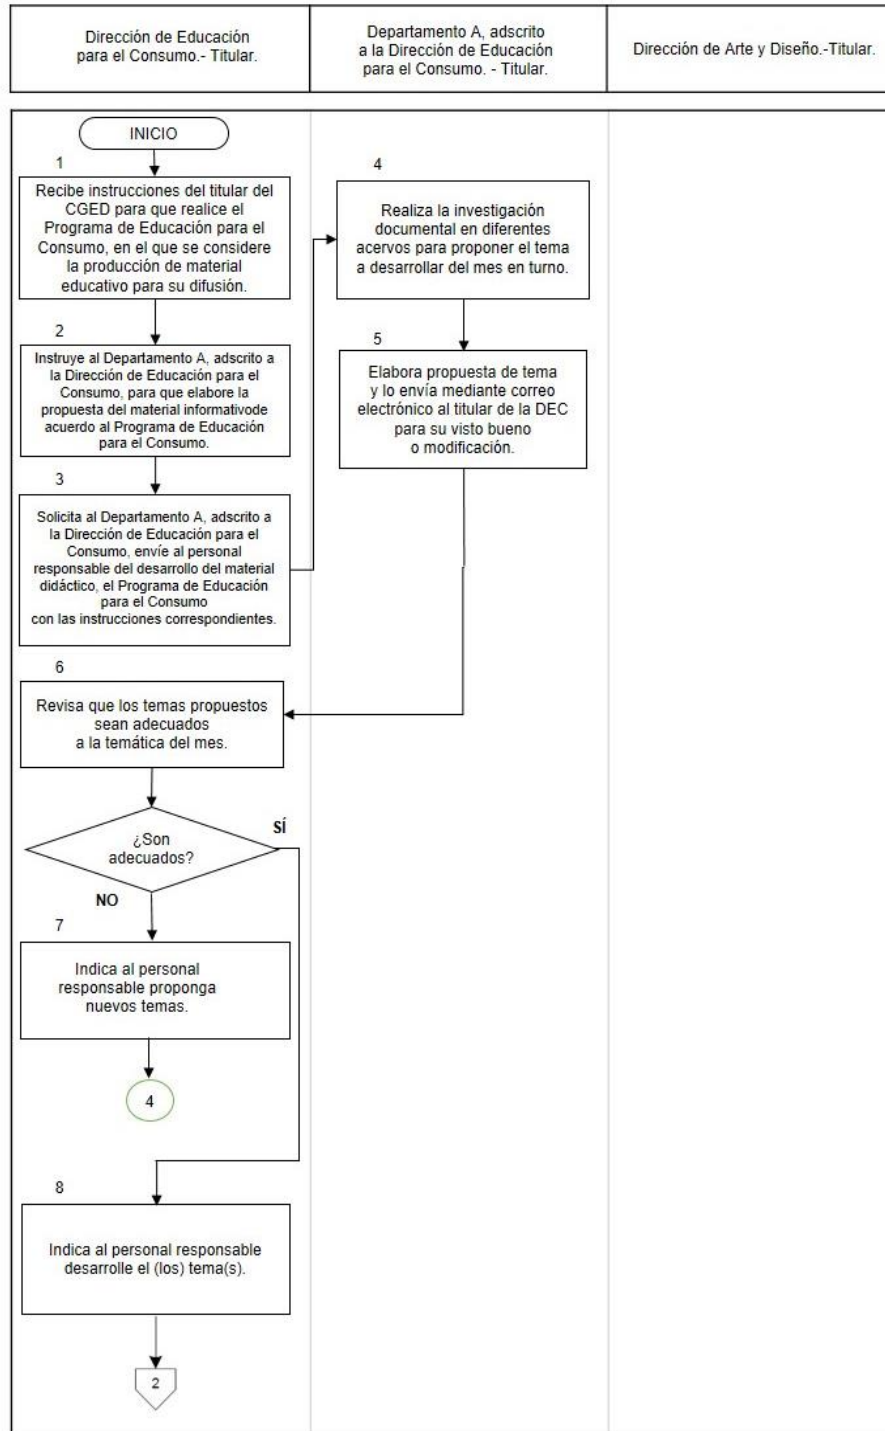 Dirección de Educación
para el Consumo.- Titular.
Departamento A, adscrito
a la Dirección de Educación
para el Consumo. - Titular.
Dirección de Arte y Diseño.-Titular.
INICIO
1
Recibe instrucciones del titular del
CGED para que realice el
Programa de Educación para el
Consumo, en el que se considere
la producción de material
educativo para su difusión.
2
Instruye al Departamento A, adscrito a
la Dirección de Educación para el
Consumo, para que elabore la
propuesta del material informativode
acuerdo al Programa de Educación
para el Consumo.
3
Solicita al Departamento A, adscrito a
la Dirección de Educación para el
Consumo, envíe al personal
responsable del desarrollo del material
didáctico, el Programa de Educación
para el Consumo
con las instrucciones correspondientes.
4
Realiza la investigación
documental en diferentes
acervos para proponer el tema
a desarrollar del mes en turno.
5
Elabora propuesta de tema
y lo envía mediante correo
electrónico al titular de la DEC
para su visto bueno
o modificación.
6
Revisa que los temas propuestos
sean adecuados
a la temática del mes.
¿Son
adecuados?
SÍ
NO
7
Indica al personal
responsable proponga
nuevos temas.
4
8
Indica al personal responsable
desarrolle el (los) tema(s).
2